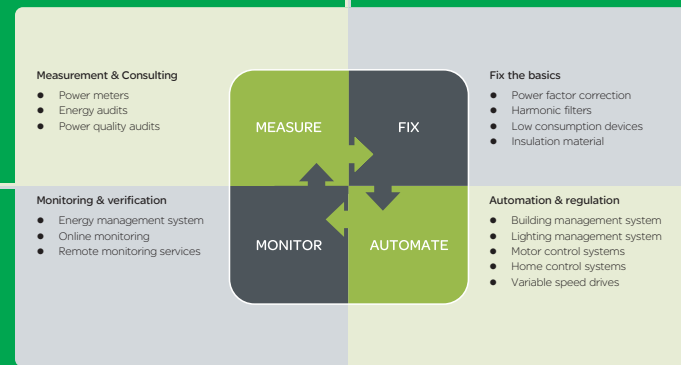 Measurement & Consulting
● Power meters
● Energy audits
● Power quality audits
MEASURE
FIX
Fix the basics
● Power factor correction
● Harmonic filters
● Low consumption devices
● Insulation material
Monitoring & verification
● Energy management system
● Online monitoring
● Remote monitoring services
MONITOR
AUTOMATE
Automation & regulation
● Building management system
● Lighting management system
● Motor control systems
● Home control systems
● Variable speed drives